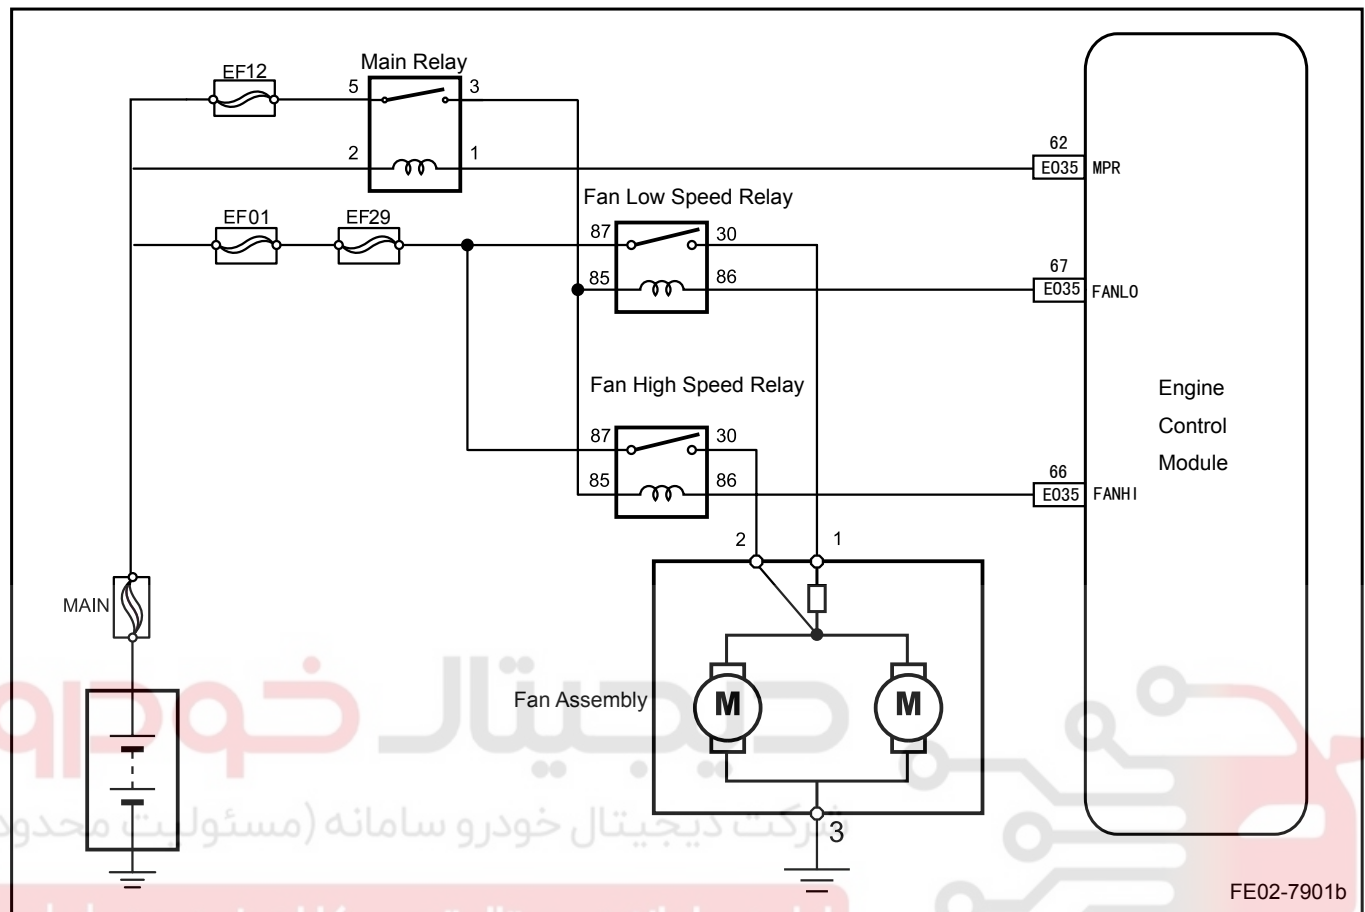 Main Relay
EF12
5
3
2
1
62
E035
MPR
Fan Low Speed Relay
EF01
EF29
87
30
85
86
67
E035
FANLO
Fan High Speed Relay
87
30
85
86
66
E035
FANHI
Engine
Control
Module
2
1
MAIN
Fan Assembly
M
M
3
دیجیتال خودرو
شرکت دیجیتال خودرو سامانه (مسئولیت محدود
FE02-7901b